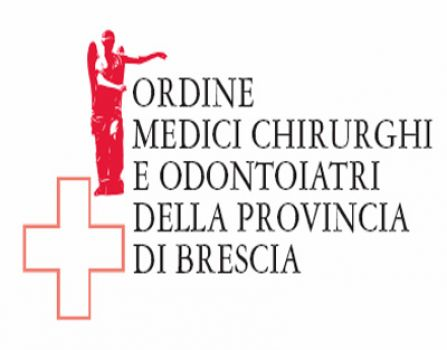 ORDINE
MEDICI CHIRURGHI
E ODONTOIATRI
DELLA PROVINCIA
DI BRESCIA